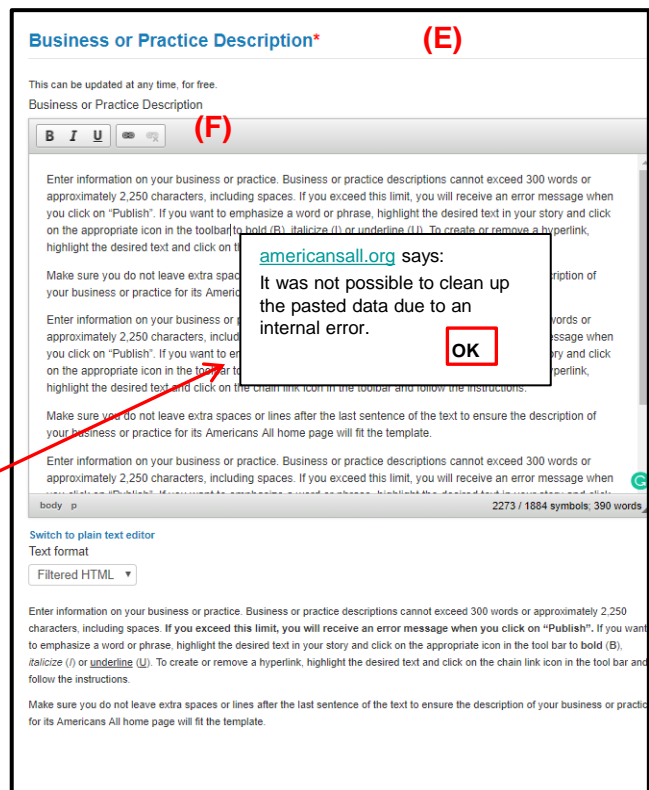 Business or Practice Description*
(E)
This can be updated at any time, for free.
Business or Practice Description
B I U
(F)
Enter information on your business or practice. Business or practice descriptions cannot exceed 300 words or
approximately 2,250 characters, including spaces. If you exceed this limit, you will receive an error message when
you click on "Publish". If you want to emphasize a word or phrase, highlight the desired text in your story and click
on the appropriate icon in the toolbar to bold (B), italicize (I) or underline (U). To create or remove a hyperlink,
highlight the desired text and click on
Make sure you do not leave extra
ription of
your business or practice for its
americansall.org says:
It was not possible to clean up
the pasted data due to an
internal error.
OK
Enter information on your business or
words or
approximately 2,250 characters,
essage when
you click on "Publish". If you want to
ory and click
on the appropriate icon in the
yperlink,
highlight the desired text and click on the chain link icon in the toolbar and follow the instructions.
Make sure you do not leave extra spaces or lines after the last sentence of the text to ensure the description of
your business or practice for its Americans All home page will fit the template.
Enter information on your business or practice. Business or practice descriptions cannot exceed 300 words or
approximately 2,250 characters, including spaces. If you exceed this limit, you will receive an error message when
body p
2273 / 1884 symbols; 390 words
Switch to plain text editor
Text format
Filtered HTML
Enter information on your business or practice. Business or practice descriptions cannot exceed 300 words or approximately 2,250
characters, including spaces. If you exceed this limit, you will receive an error message when you click on "Publish". If you want
to emphasize a word or phrase, highlight the desired text in your story and click on the appropriate icon in the tool bar to bold (B),
italicize (I) or underline (U). To create or remove a hyperlink, highlight the desired text and click on the chain link icon in the tool bar and
follow the instructions.
Make sure you do not leave extra spaces or lines after the last sentence of the text to ensure the description of your business or practic
for its Americans All home page will fit the template.